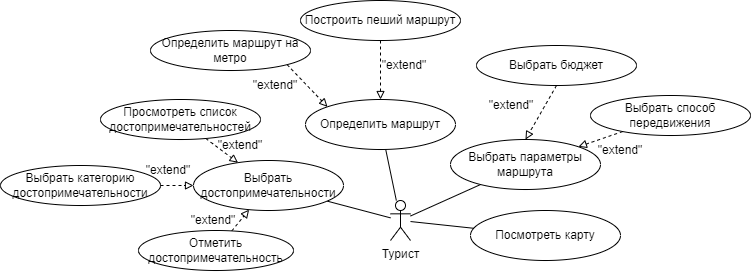 Построить пеший маршрут
Определить маршрут на
метро
"extend"
"extend"
Определить маршрут
Выбрать бюджет
"extend"
Выбрать способ
передвижения
"extend"
Выбрать параметры
маршрута
Просмотреть список
достопримечательностей
"extend"
Выбрать категорию
достопримечательности
"extend"
Выбрать
достопримечательности
"extend"
Отметить
достопримечательность
Турист
Посмотреть карту